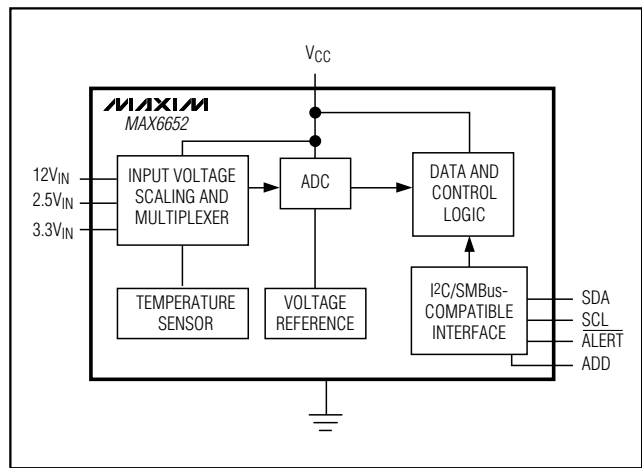 VCC
MAXIM
MAX6652
12VIN
2.5VIN
3.3VIN
INPUT VOLTAGE
SCALING AND
MULTIPLEXER
ADC
DATA AND
CONTROL
LOGIC
TEMPERATURE
SENSOR
VOLTAGE
REFERENCE
I2C/SMBus-
COMPATIBLE
INTERFACE
SDA
SCL
ALERT
ADD